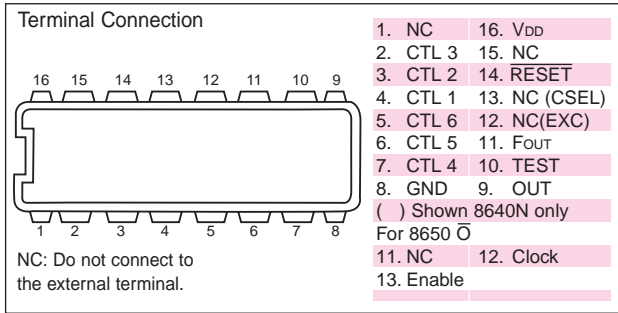 Terminal Connection
16 15 14 13 12 11 10 9
1 2 3 4 5 6 7 8
NC: Do not connect to
the external terminal.
1. NC 16. VDD
2. CTL 3 15. NC
3. CTL 2 14. R̅E̅S̅E̅T̅
4. CTL 1 13. NC (CSEL)
5. CTL 6 12. NC(EXC)
6. CTL 5 11. FOUT
7. CTL 4 10. TEST
8. GND 9. OUT
( ) Shown 8640N only
For 8650 O̅
11. NC 12. Clock
13. Enable